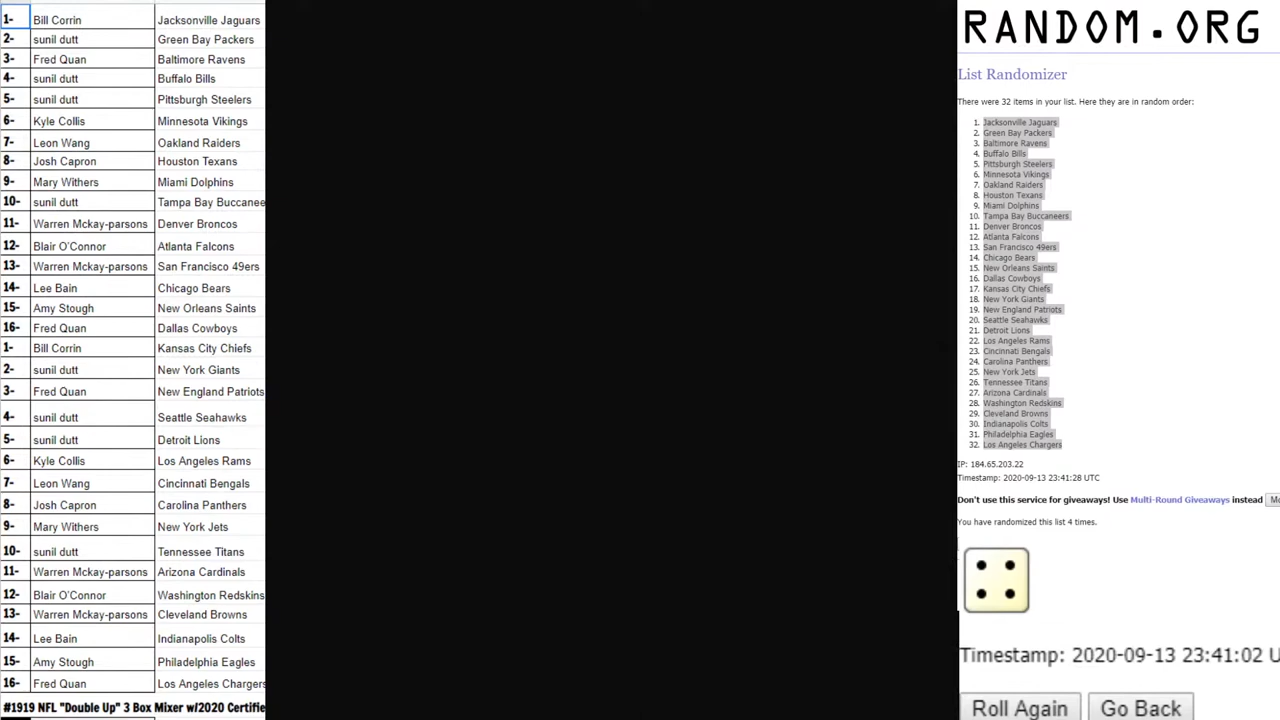 1- Bill Corrin Jacksonville Jaguars
2- sunil dutt Green Bay Packers
3- Fred Quan Baltimore Ravens
4- sunil dutt Buffalo Bills
5- sunil dutt Pittsburgh Steelers
6- Kyle Collis Minnesota Vikings
7- Leon Wang Oakland Raiders
8- Josh Capron Houston Texans
9- Mary Withers Miami Dolphins
10- sunil dutt Tampa Bay Buccanee
11- Warren Mckay-parsons Denver Broncos
12- Blair O'Connor Atlanta Falcons
13- Warren Mckay-parsons San Francisco 49ers
14- Lee Bain Chicago Bears
15- Amy Stough New Orleans Saints
16- Fred Quan Dallas Cowboys
1- Bill Corrin Kansas City Chiefs
2- sunil dutt New York Giants
3- Fred Quan New England Patriots
4- sunil dutt Seattle Seahawks
5- sunil dutt Detroit Lions
6- Kyle Collis Los Angeles Rams
7- Leon Wang Cincinnati Bengals
8- Josh Capron Carolina Panthers
9- Mary Withers New York Jets
10- sunil dutt Tennessee Titans
11- Warren Mckay-parsons Arizona Cardinals
12- Blair O'Connor Washington Redskins
13- Warren Mckay-parsons Cleveland Browns
14- Lee Bain Indianapolis Colts
15- Amy Stough Philadelphia Eagles
16- Fred Quan Los Angeles Chargers
#1919 NFL "Double Up" 3 Box Mixer w/2020 Certifie
RANDOM.ORG
List Randomizer
There were 32 items in your list. Here they are in random order:
1. Jacksonville Jaguars
2. Green Bay Packers
3. Baltimore Ravens
4. Buffalo Bills
5. Pittsburgh Steelers
6. Minnesota Vikings
7. Oakland Raiders
8. Houston Texans
9. Miami Dolphins
10. Tampa Bay Buccaneers
11. Denver Broncos
12. Atlanta Falcons
13. San Francisco 49ers
14. Chicago Bears
15. New Orleans Saints
16. Dallas Cowboys
17. Kansas City Chiefs
18. New York Giants
19. New England Patriots
20. Seattle Seahawks
21. Detroit Lions
22. Los Angeles Rams
23. Cincinnati Bengals
24. Carolina Panthers
25. New York Jets
26. Tennessee Titans
27. Arizona Cardinals
28. Washington Redskins
29. Cleveland Browns
30. Indianapolis Colts
31. Philadelphia Eagles
32. Los Angeles Chargers
IP: 184.65.203.22
Timestamp: 2020-09-13 23:41:28 UTC
Don't use this service for giveaways! Use Multi-Round Giveaways instead Mo
You have randomized this list 4 times.
Timestamp: 2020-09-13 23:41:02 U
Roll Again Go Back